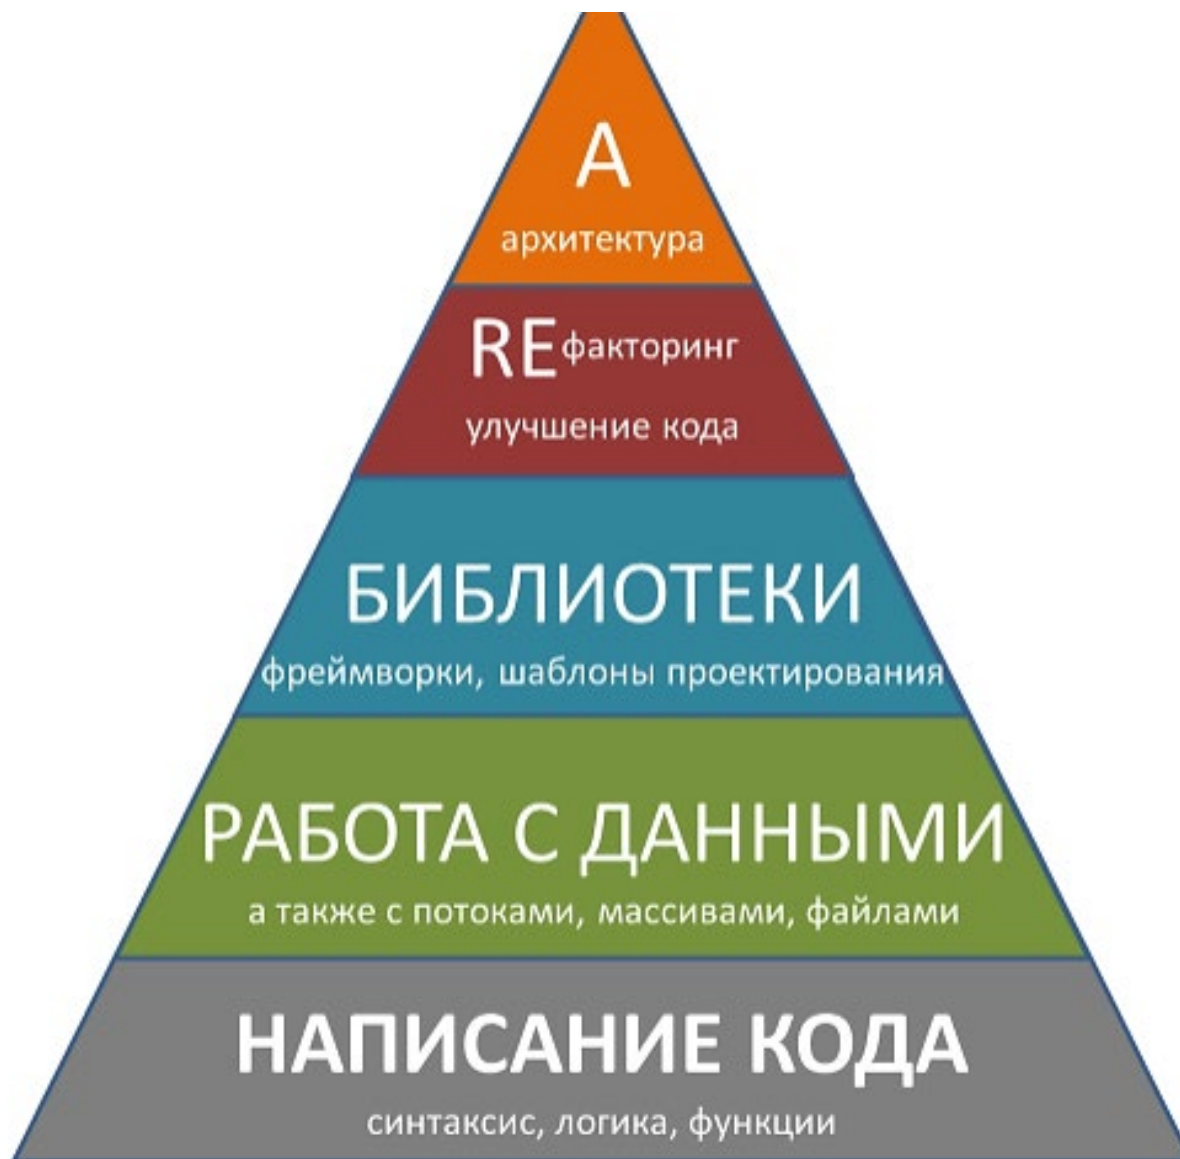 А
архитектура
REфакторинг
улучшение кода
БИБЛИОТЕКИ
фреймворки, шаблоны проектирования
РАБОТА С ДАННЫМИ
а также с потоками, массивами, файлами
НАПИСАНИЕ КОДА
синтаксис, логика, функции